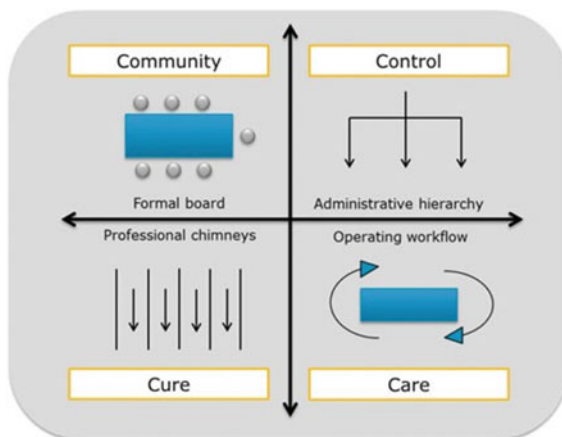 Community
Control
Formal board
Administrative hierarchy
Professional chimneys
Operating workflow
Cure
Care